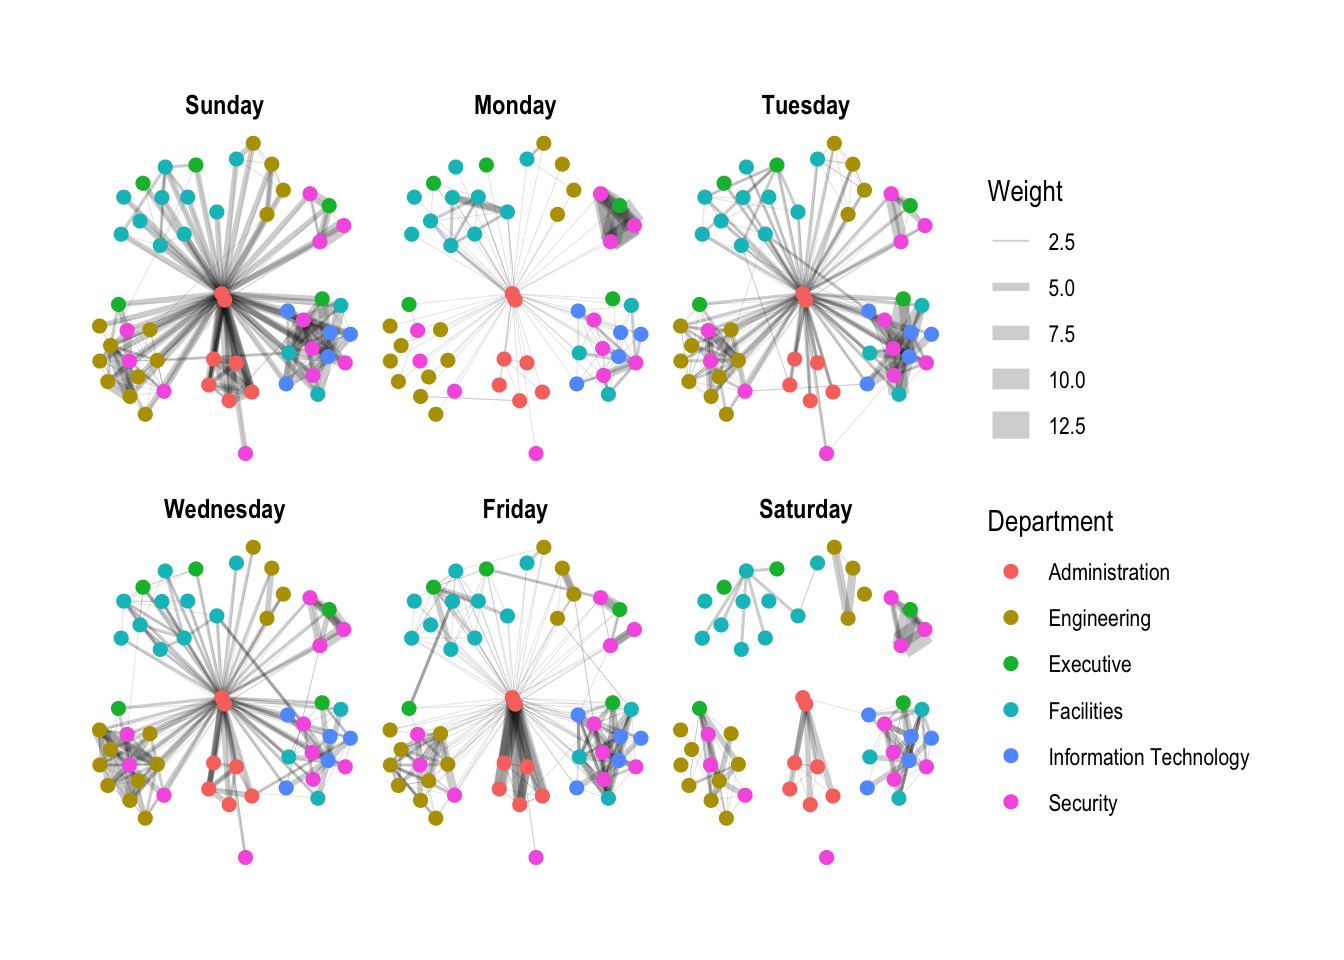 Sunday
Monday
Tuesday
Weight
2.5
5.0
7.5
10.0
12.5
Wednesday
Friday
Saturday
Department
Administration
Engineering
Executive
Facilities
Information Technology
Security